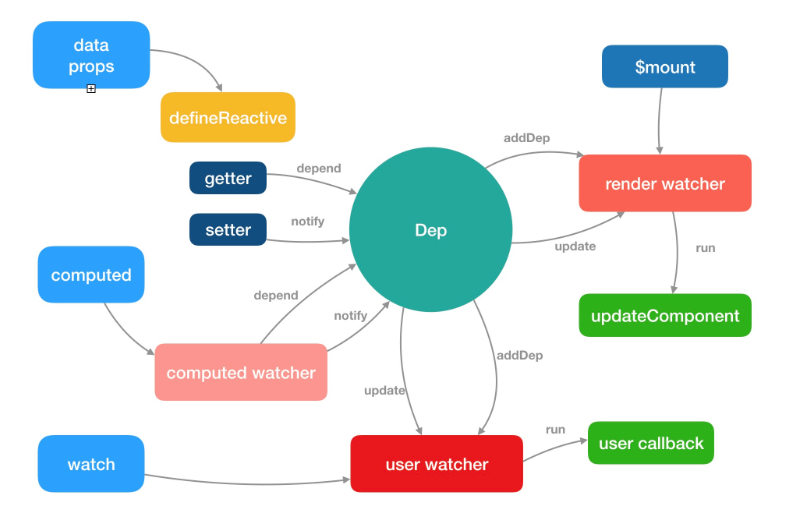 data
props
$mount
defineReactive
addDep
depend
getter
render watcher
notify
setter
Dep
update
run
computed
depend
notify
updateComponent
computed watcher
addDep
update
run
user callback
watch
user watcher